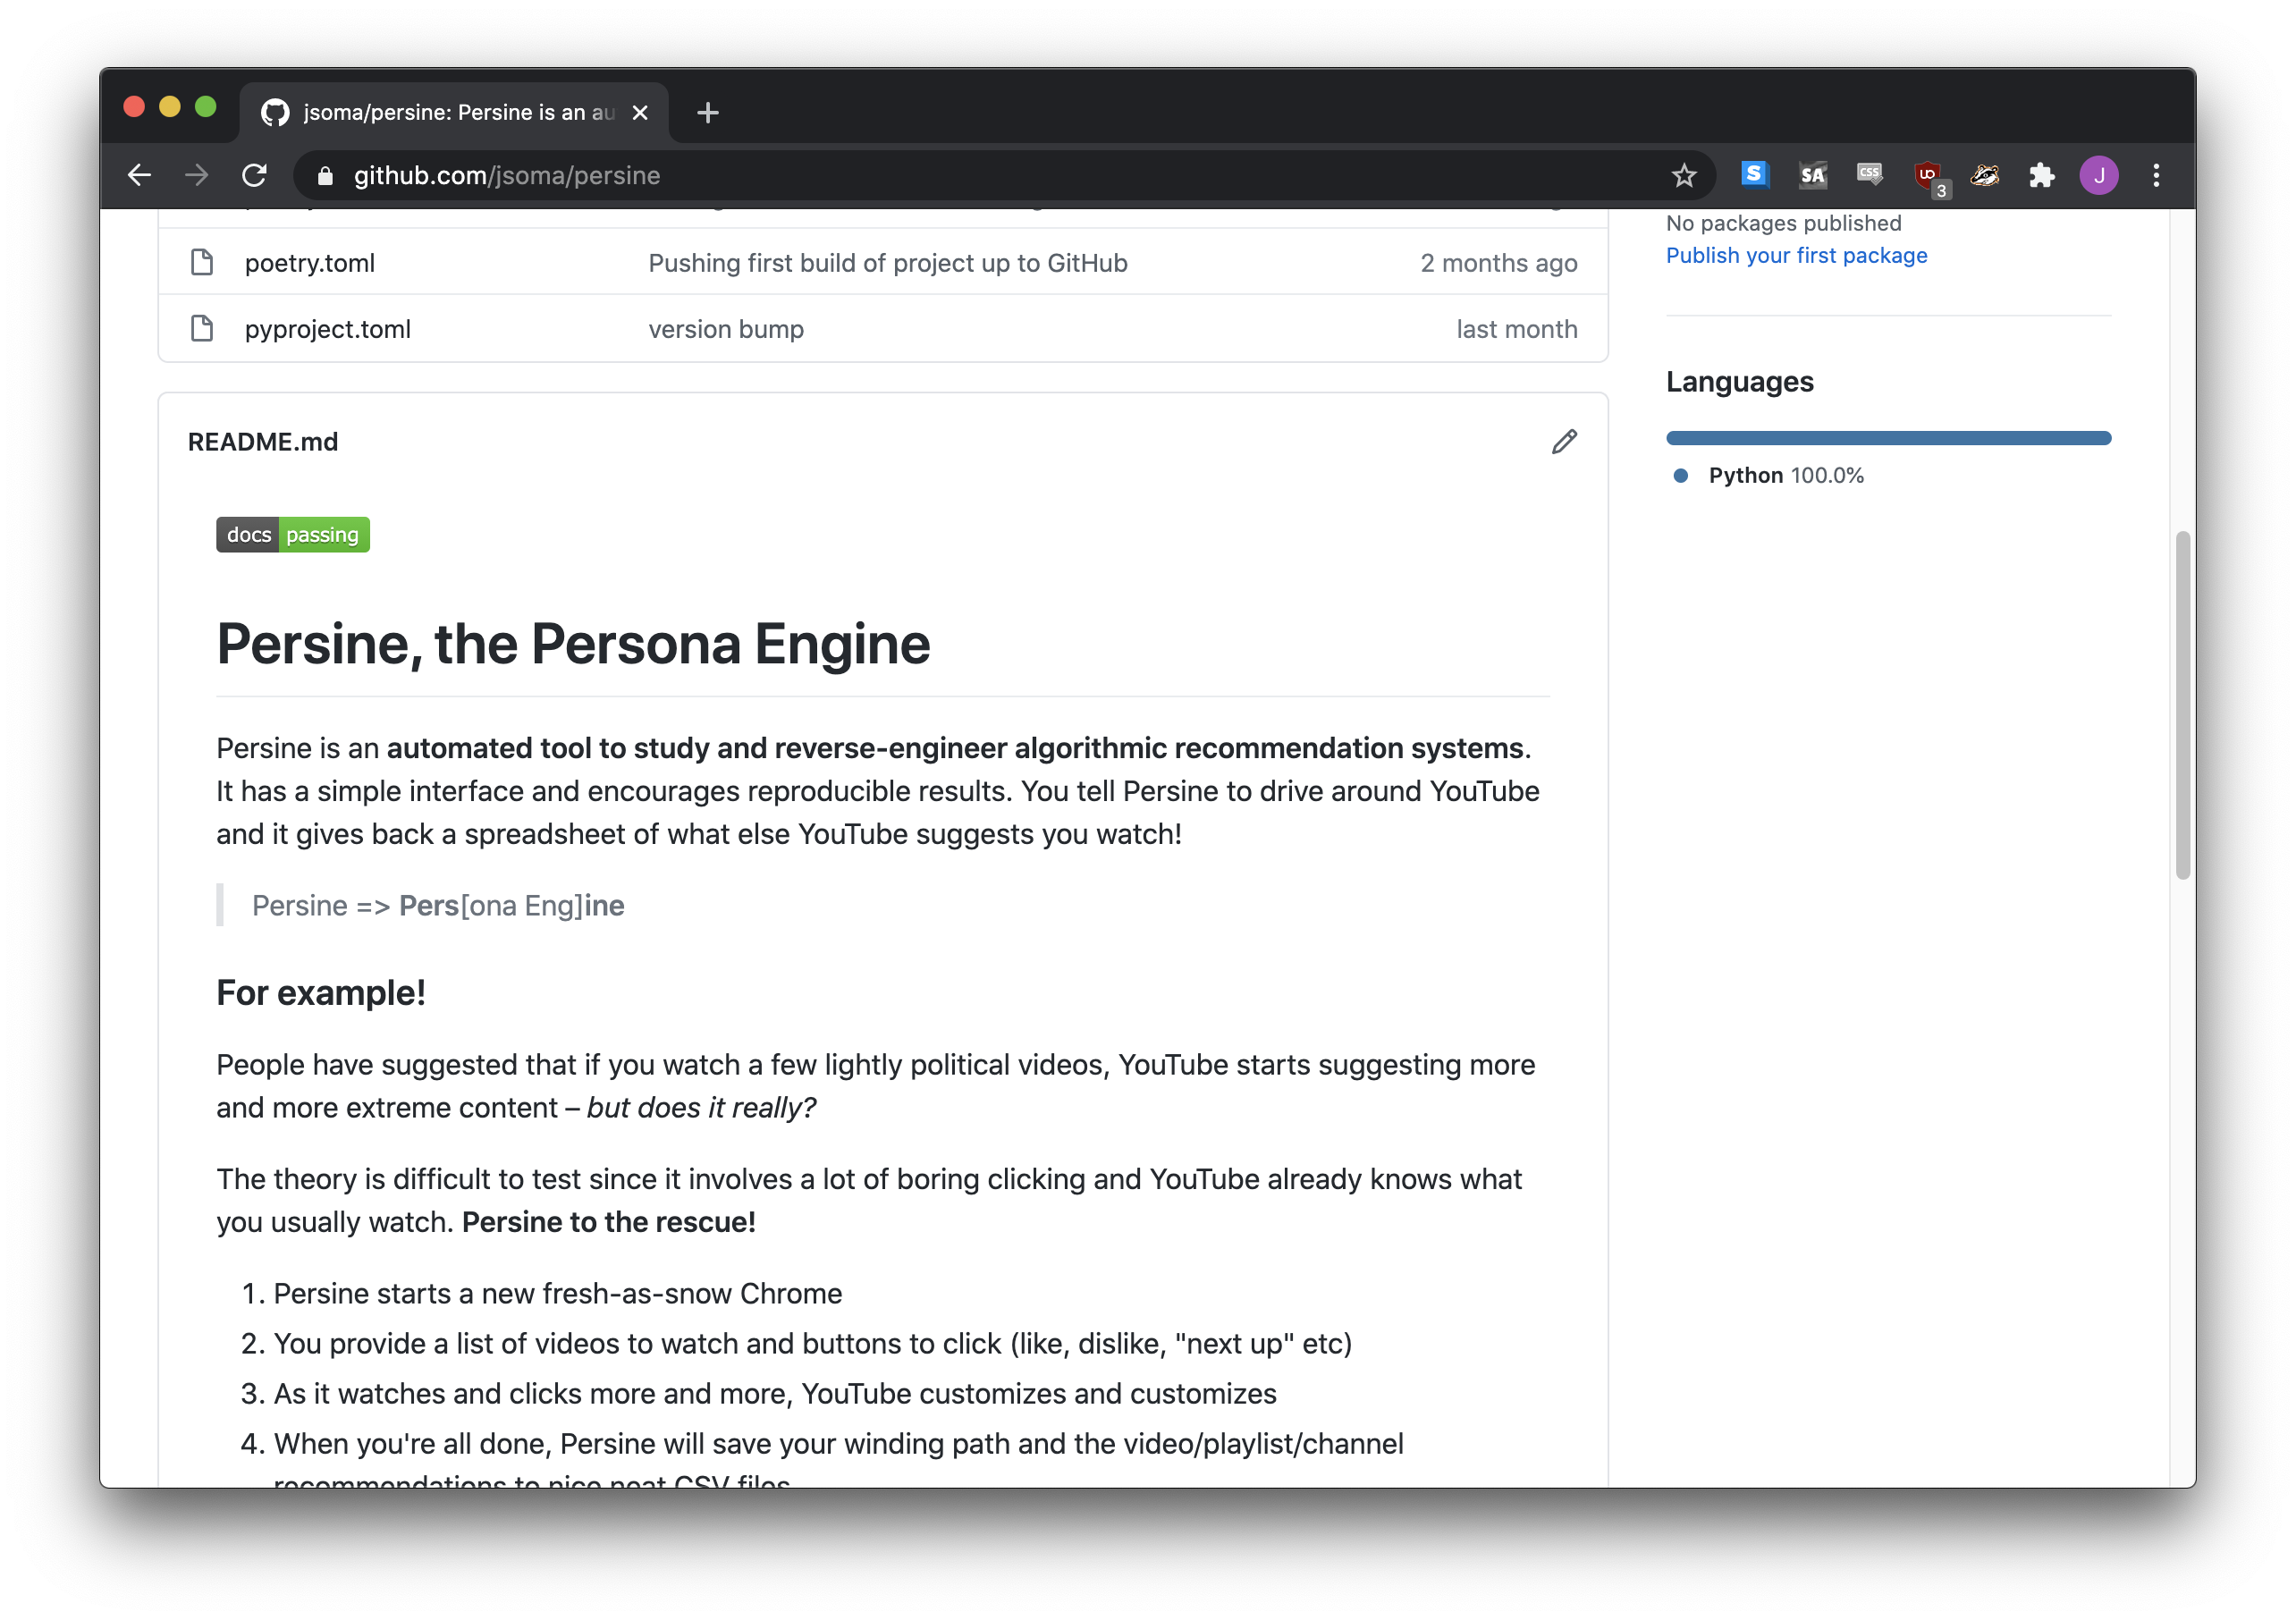 jsoma/persine: Persine is an au
github.com/jsoma/persine
S
SA
CSS
3
J
No packages published
poetry.toml Pushing first build of project up to GitHub 2 months ago
Publish your first package
pyproject.toml version bump last month
Languages
Python 100.0%
README.md
docs passing
Persine, the Persona Engine
Persine is an automated tool to study and reverse-engineer algorithmic recommendation systems.
It has a simple interface and encourages reproducible results. You tell Persine to drive around YouTube
and it gives back a spreadsheet of what else YouTube suggests you watch!
Persine => Pers[ona Eng]ine
For example!
People have suggested that if you watch a few lightly political videos, YouTube starts suggesting more
and more extreme content – but does it really?
The theory is difficult to test since it involves a lot of boring clicking and YouTube already knows what
you usually watch. Persine to the rescue!
1. Persine starts a new fresh-as-snow Chrome
2. You provide a list of videos to watch and buttons to click (like, dislike, "next up" etc)
3. As it watches and clicks more and more, YouTube customizes and customizes
4. When you're all done, Persine will save your winding path and the video/playlist/channel
recommendations to nice neat CSV files